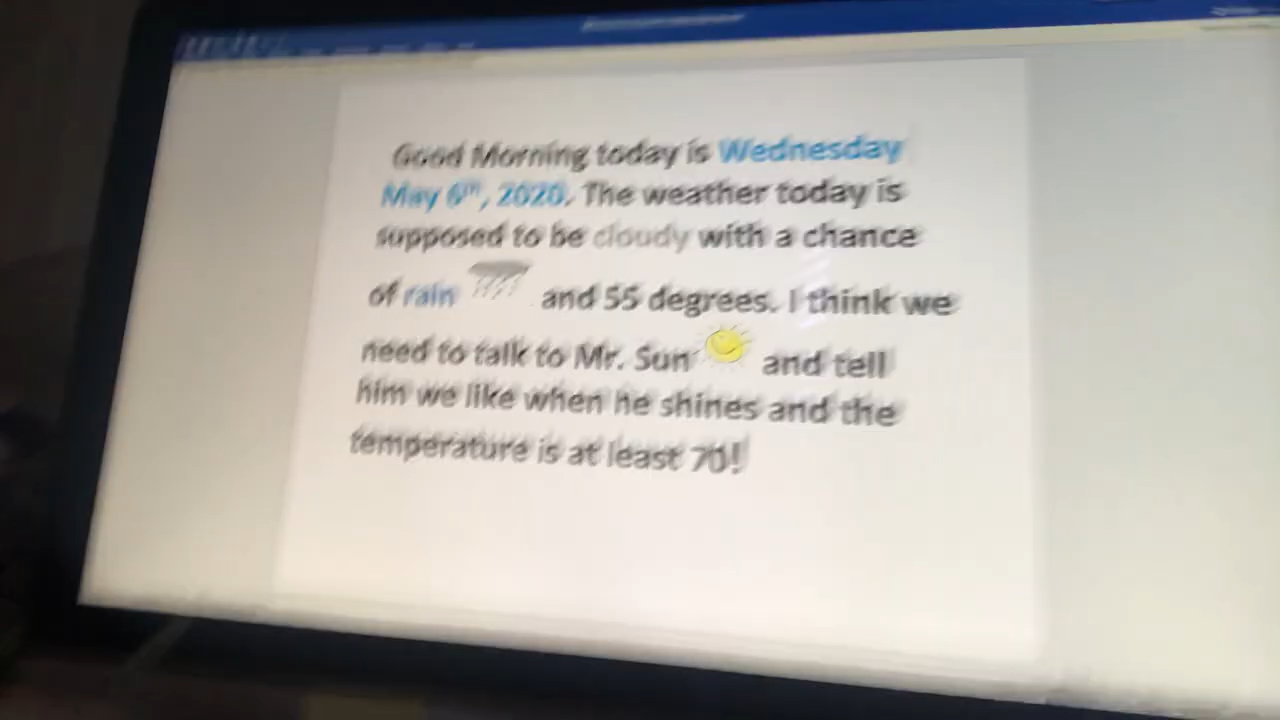 Good Morning today is Wednesday
May 6th, 2020. The weather today is
supposed to be cloudy with a chance
of rain and 55 degrees. I think we
need to talk to Mr. Sun and tell
him we like when he shines and the
temperature is at least 70!